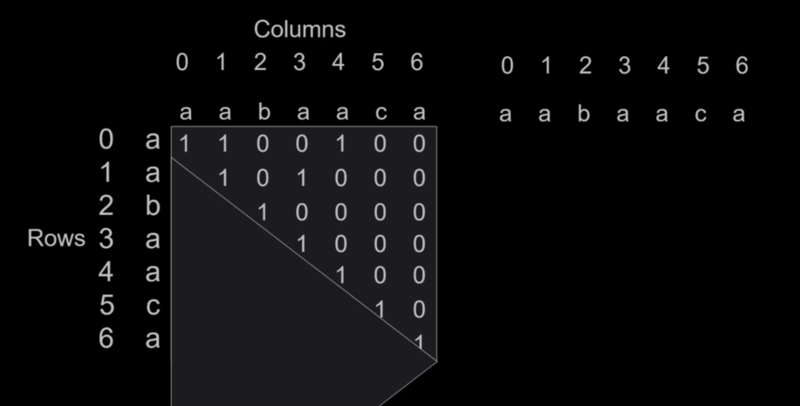 Columns
0 1 2 3 4 5 6
a a b a a c a
0 a 1 1 0 0 1 0 0
1 a 1 0 1 0 0 0
2 b 1 0 0 0 0
Rows 3 a 1 0 0 0
4 a 1 0 0
5 c 1 0
6 a 1
0 1 2 3 4 5 6
a a b a a c a